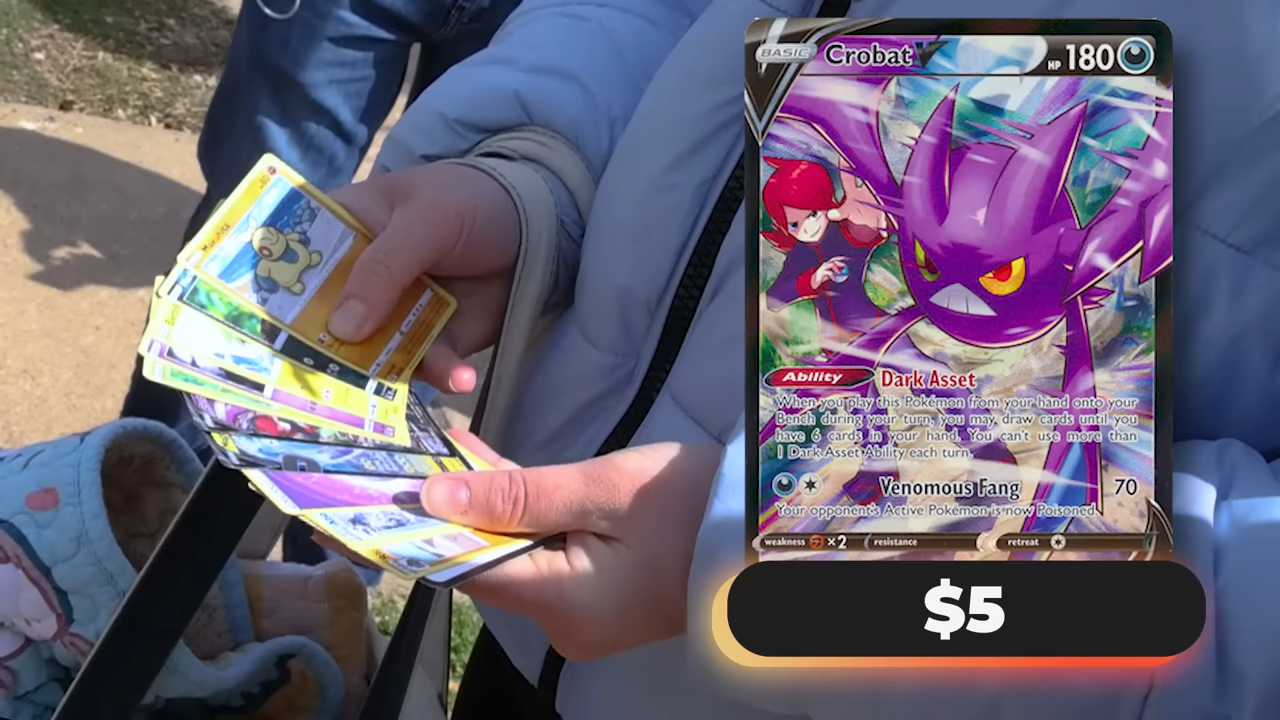 BASIC Crobat V HP 180
Ability Dark Asset
When you play this Pokémon from your hand onto your
Bench during your turn, you may draw cards until you
have 6 cards in your hand. You can't use more than
1 Dark Asset Ability each turn.
Venomous Fang 70
Your opponent's Active Pokémon is now Poisoned.
weakness ×2 resistance retreat
$5
Makuhita